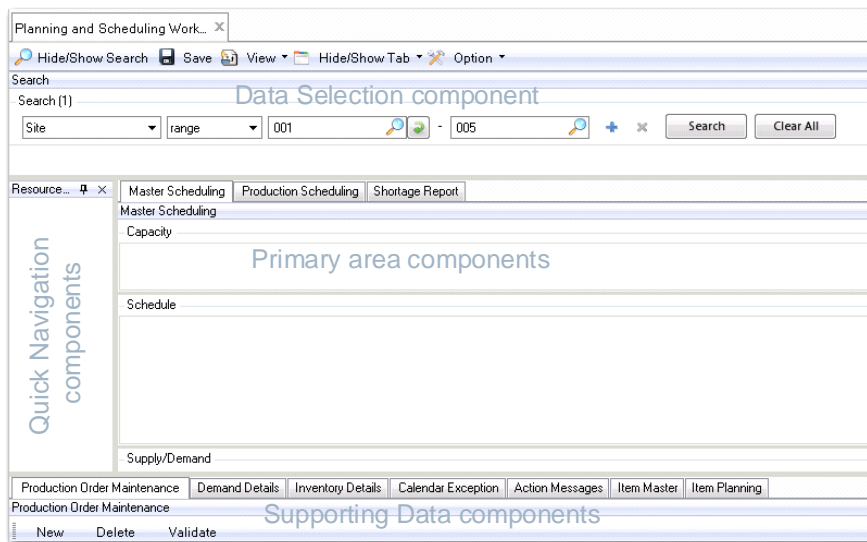 Planning and Scheduling Work...
Hide/Show Search Save View Hide/Show Tab Option
Search
Data Selection component
Search (1)
Site range 001 - 005 Search Clear All
Resource... Master Scheduling Production Scheduling Shortage Report
Master Scheduling
Capacity
Primary area components
Quick Navigation
components
Schedule
Supply/Demand
Production Order Maintenance Demand Details Inventory Details Calendar Exception Action Messages Item Master Item Planning
Production Order Maintenance
Supporting Data components
New Delete Validate